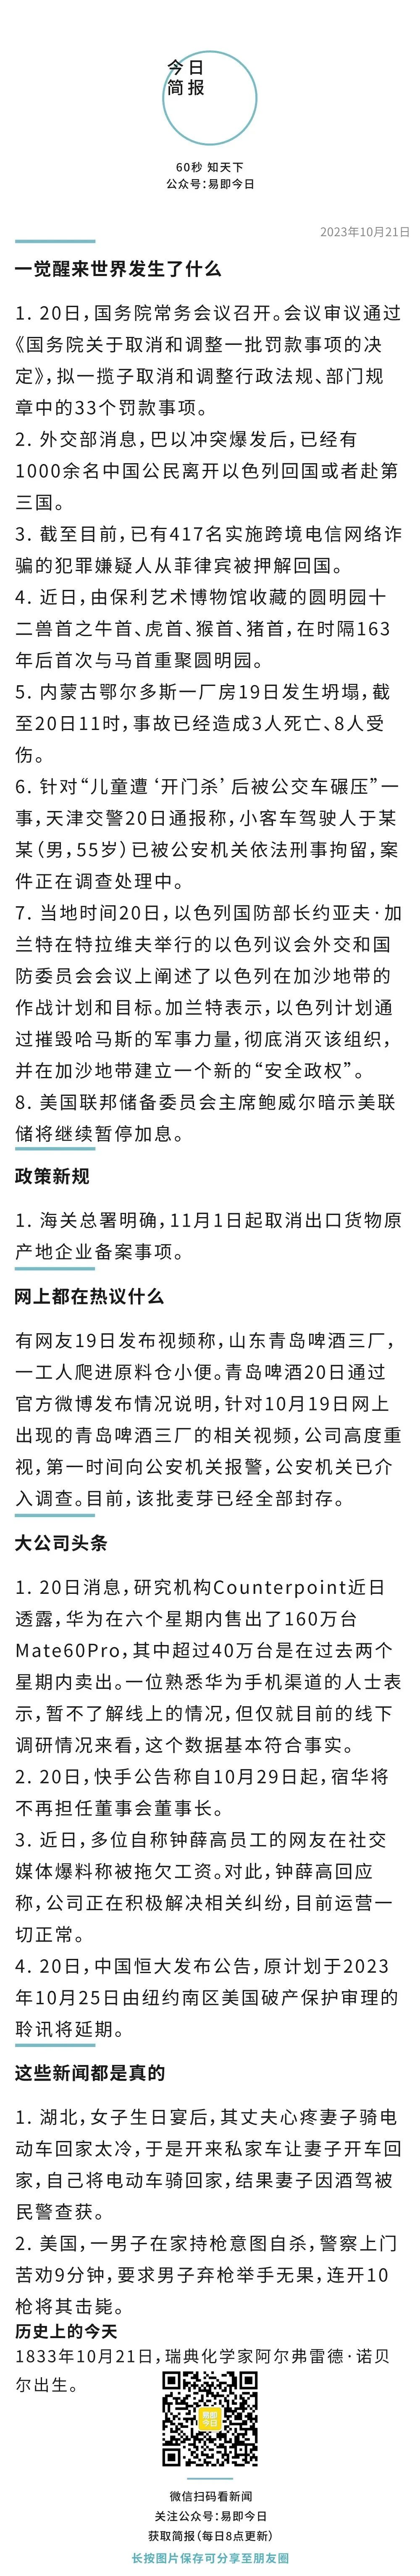 今日
简报
60秒 知天下
公众号：易即今日
2023年10月21日
一觉醒来世界发生了什么
1. 20日，国务院常务会议召开。会议审议通过
《国务院关于取消和调整一批罚款事项的决
定》，拟一揽子取消和调整行政法规、部门规
章中的33个罚款事项。
2. 外交部消息，巴以冲突爆发后，已经有
1000余名中国公民离开以色列回国或者赴第
三国。
3. 截至目前，已有417名实施跨境电信网络诈
骗的犯罪嫌疑人从菲律宾被押解回国。
4. 近日，由保利艺术博物馆收藏的圆明园十
二兽首之牛首、虎首、猴首、猪首，在时隔163
年后首次与马首重聚圆明园。
5. 内蒙古鄂尔多斯一厂房19日发生坍塌，截
至20日11时，事故已经造成3人死亡、8人受
伤。
6. 针对“儿童遭‘开门杀’后被公交车碾压”一
事，天津交警20日通报称，小客车驾驶人于某
某（男，55岁）已被公安机关依法刑事拘留，案
件正在调查处理中。
7. 当地时间20日，以色列国防部长约亚夫·加
兰特在特拉维夫举行的以色列议会外交和国
防委员会会议上阐述了以色列在加沙地带的
作战计划和目标。加兰特表示，以色列计划通
过摧毁哈马斯的军事力量，彻底消灭该组织，
并在加沙地带建立一个新的“安全政权”。
8. 美国联邦储备委员会主席鲍威尔暗示美联
储将继续暂停加息。
政策新规
1. 海关总署明确，11月1日起取消出口货物原
产地企业备案事项。
网上都在热议什么
有网友19日发布视频称，山东青岛啤酒三厂，
一工人爬进原料仓小便。青岛啤酒20日通过
官方微博发布情况说明，针对10月19日网上
出现的青岛啤酒三厂的相关视频，公司高度重
视，第一时间向公安机关报警，公安机关已介
入调查。目前，该批麦芽已经全部封存。
大公司头条
1. 20日消息，研究机构Counterpoint近日
透露，华为在六个星期内售出了160万台
Mate60Pro，其中超过40万台是在过去两个
星期内卖出。一位熟悉华为手机渠道的人士表
示，暂不了解线上的情况，但仅就目前的线下
调研情况来看，这个数据基本符合事实。
2. 20日，快手公告称自10月29日起，宿华将
不再担任董事会董事长。
3. 近日，多位自称钟薛高员工的网友在社交
媒体爆料称被拖欠工资。对此，钟薛高回应
称，公司正在积极解决相关纠纷，目前运营一
切正常。
4. 20日，中国恒大发布公告，原计划于2023
年10月25日由纽约南区美国破产保护审理的
聆讯将延期。
这些新闻都是真的
1. 湖北，女子生日宴后，其丈夫心疼妻子骑电
动车回家太冷，于是开来私家车让妻子开车回
家，自己将电动车骑回家，结果妻子因酒驾被
民警查获。
2. 美国，一男子在家持枪意图自杀，警察上门
苦劝9分钟，要求男子弃枪举手无果，连开10
枪将其击毙。
历史上的今天
1833年10月21日，瑞典化学家阿尔弗雷德·诺贝
尔出生。
易即
今日
微信扫码看新闻
关注公众号：易即今日
获取简报（每日8点更新）
长按图片保存可分享至朋友圈